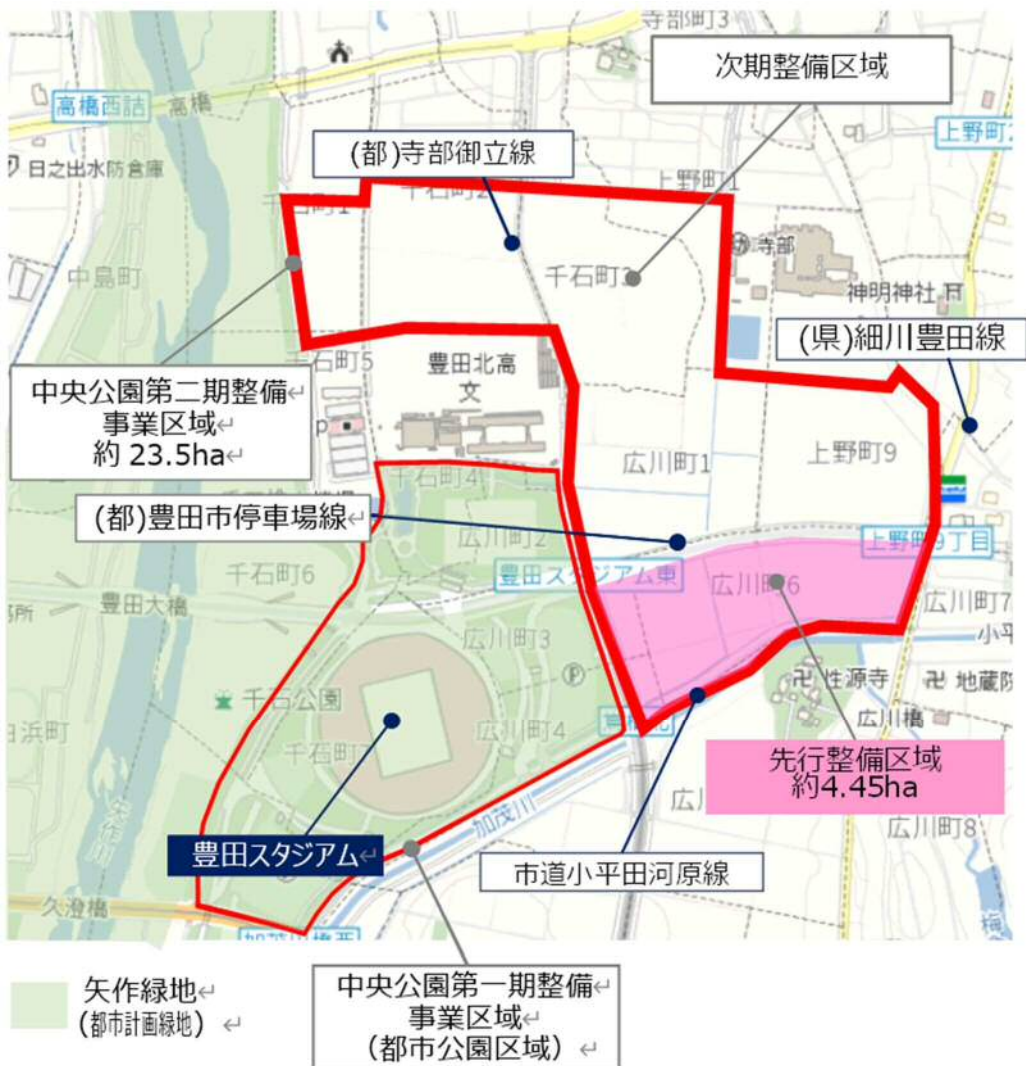 寺部町3
次期整備区域
高橋西詰
高橋
上野町2
(都)寺部御立線
日之出水防倉庫
千石町2
上野町1
千石町1
寺部
中島町
千石町3
神明神社
(県)細川豊田線
千石町5
豊田北高
文
中央公園第二期整備
事業区域
約 23.5ha
上野町9
広川町1
千石町4
(都)豊田市停車場線
広川町2
上野町9丁目
千石町6
豊田スタジアム東
広川町6
広川町7
豊田大橋
務所
広川町3
小平
性源寺
地蔵院
千石公園
白浜町
広川町4
広川橋
千石町7
先行整備区域
約4.45ha
矢作川
加茂川
豊田スタジアム
広川町8
市道小平田河原線
久澄橋
加茂川橋西
矢作緑地
(都市計画緑地)
中央公園第一期整備
事業区域
(都市公園区域)